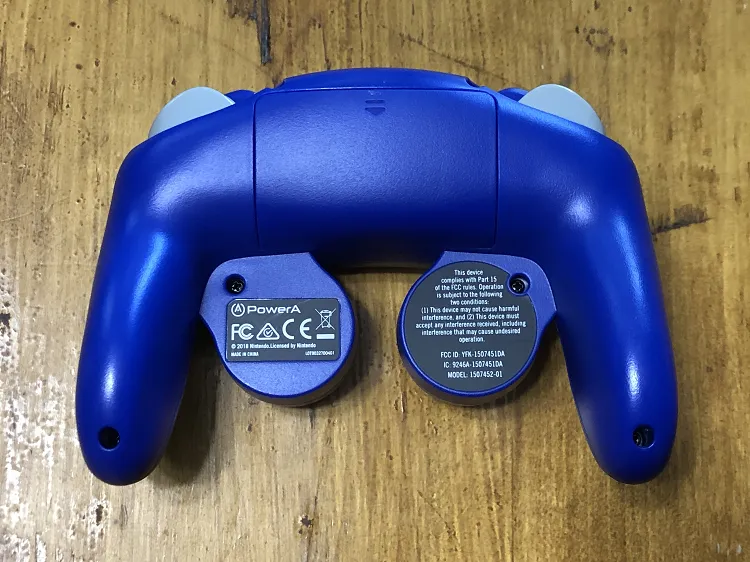 PowerA
FC CE
© 2018 Nintendo.Licensed by Nintendo
MADE IN CHINA
This device
complies with Part 15
of the FCC rules. Operation
is subject to the following
two conditions:
(1) This device may not cause harmful
interference, and (2) This device must
accept any interference received, including
interference that may cause undesired
operation.
FCC ID: YFK-1507451DA
IC: 9246A-1507451DA
MODEL: 1507452-01